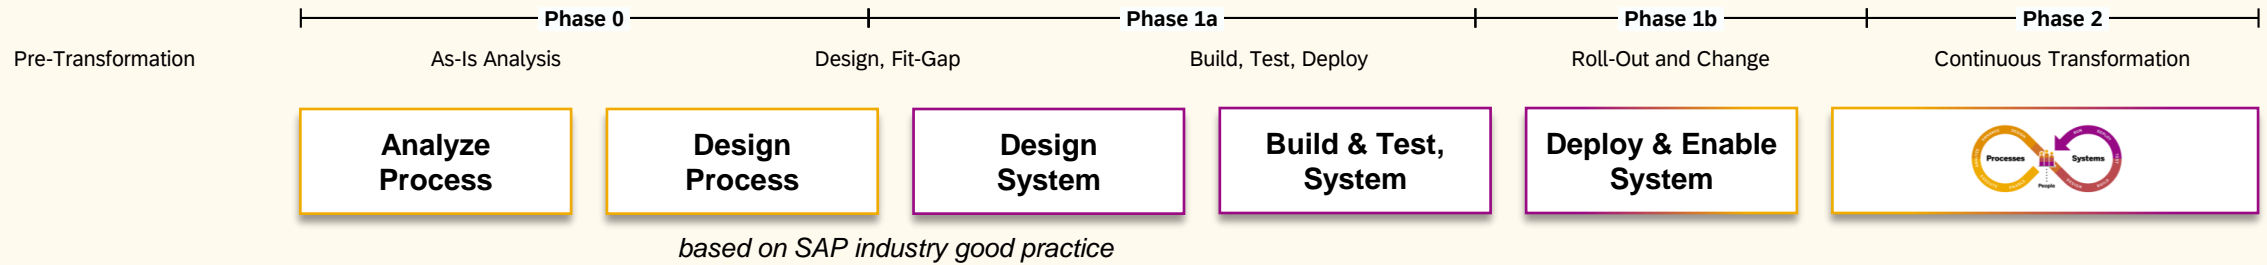 Phase 0
Phase 1a
Phase 1b
Phase 2
Pre-Transformation
As-Is Analysis
Design, Fit-Gap
Build, Test, Deploy
Roll-Out and Change
Continuous Transformation
Analyze
Process
Design
Process
Design
System
Build & Test,
System
Deploy & Enable
System
Processes
Systems
People
based on SAP industry good practice